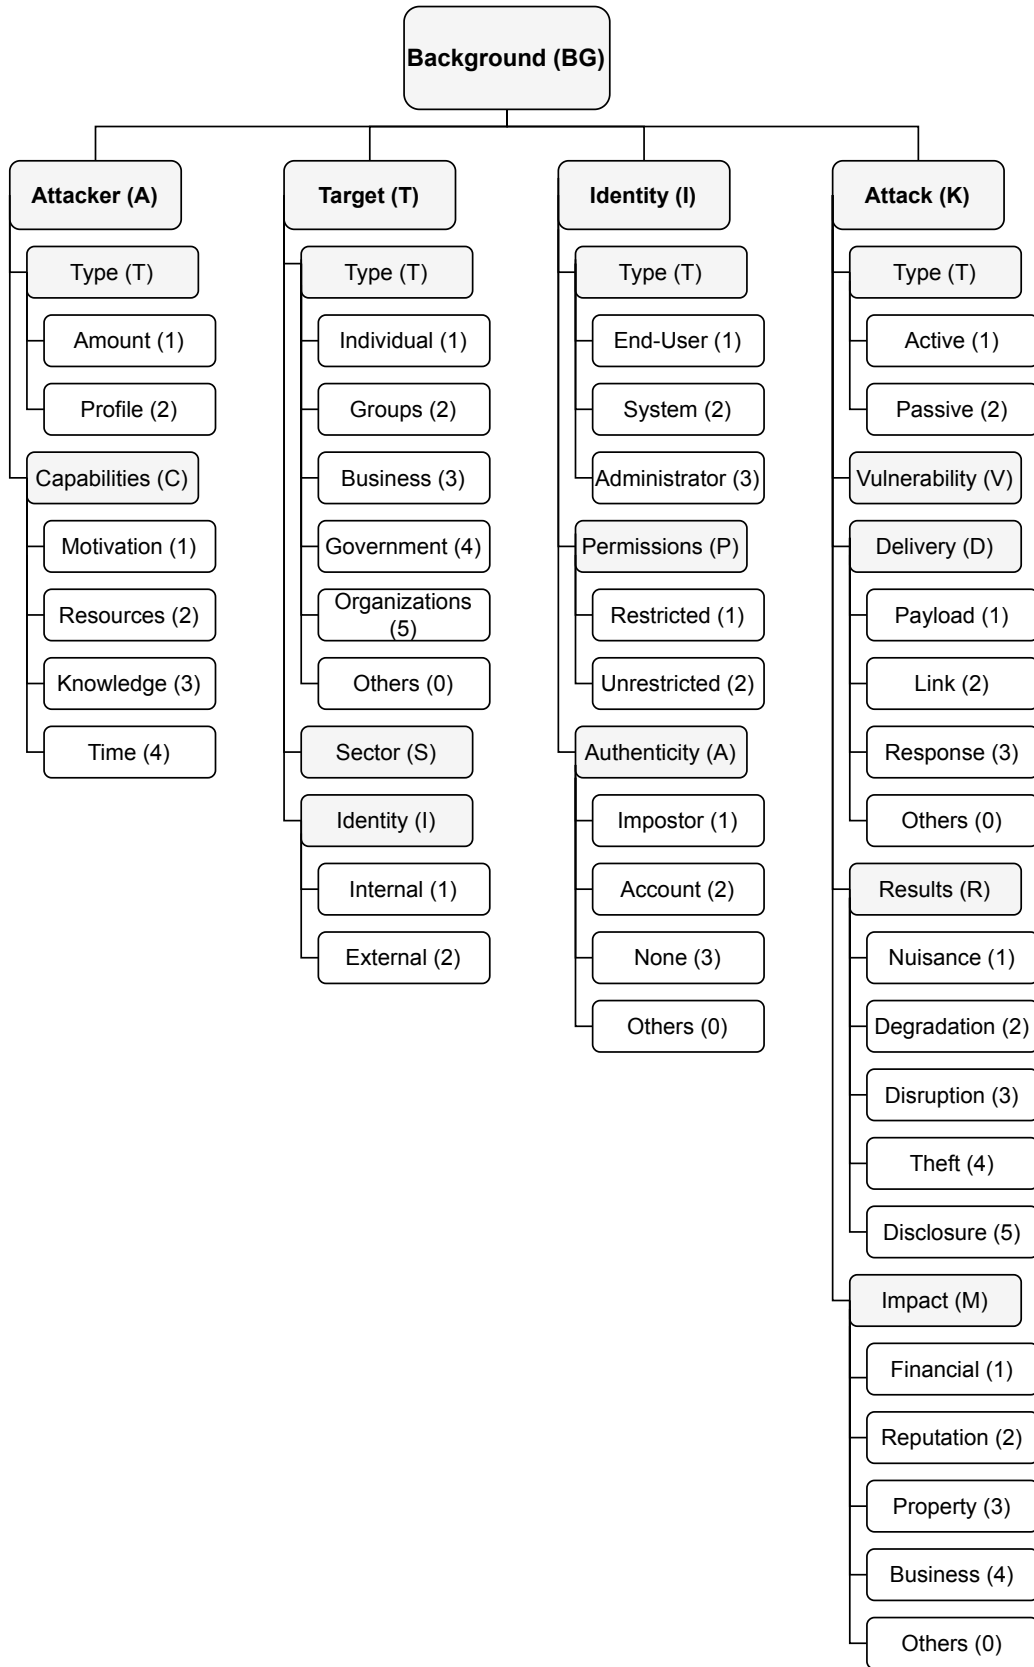 Background (BG)
Attacker (A)
Type (T)
Amount (1)
Profile (2)
Capabilities (C)
Motivation (1)
Resources (2)
Knowledge (3)
Time (4)
Target (T)
Type (T)
Individual (1)
Groups (2)
Business (3)
Government (4)
Organizations
(5)
Others (0)
Sector (S)
Identity (I)
Internal (1)
External (2)
Identity (I)
Type (T)
End-User (1)
System (2)
Administrator (3)
Permissions (P)
Restricted (1)
Unrestricted (2)
Authenticity (A)
Impostor (1)
Account (2)
None (3)
Others (0)
Attack (K)
Type (T)
Active (1)
Passive (2)
Vulnerability (V)
Delivery (D)
Payload (1)
Link (2)
Response (3)
Others (0)
Results (R)
Nuisance (1)
Degradation (2)
Disruption (3)
Theft (4)
Disclosure (5)
Impact (M)
Financial (1)
Reputation (2)
Property (3)
Business (4)
Others (0)